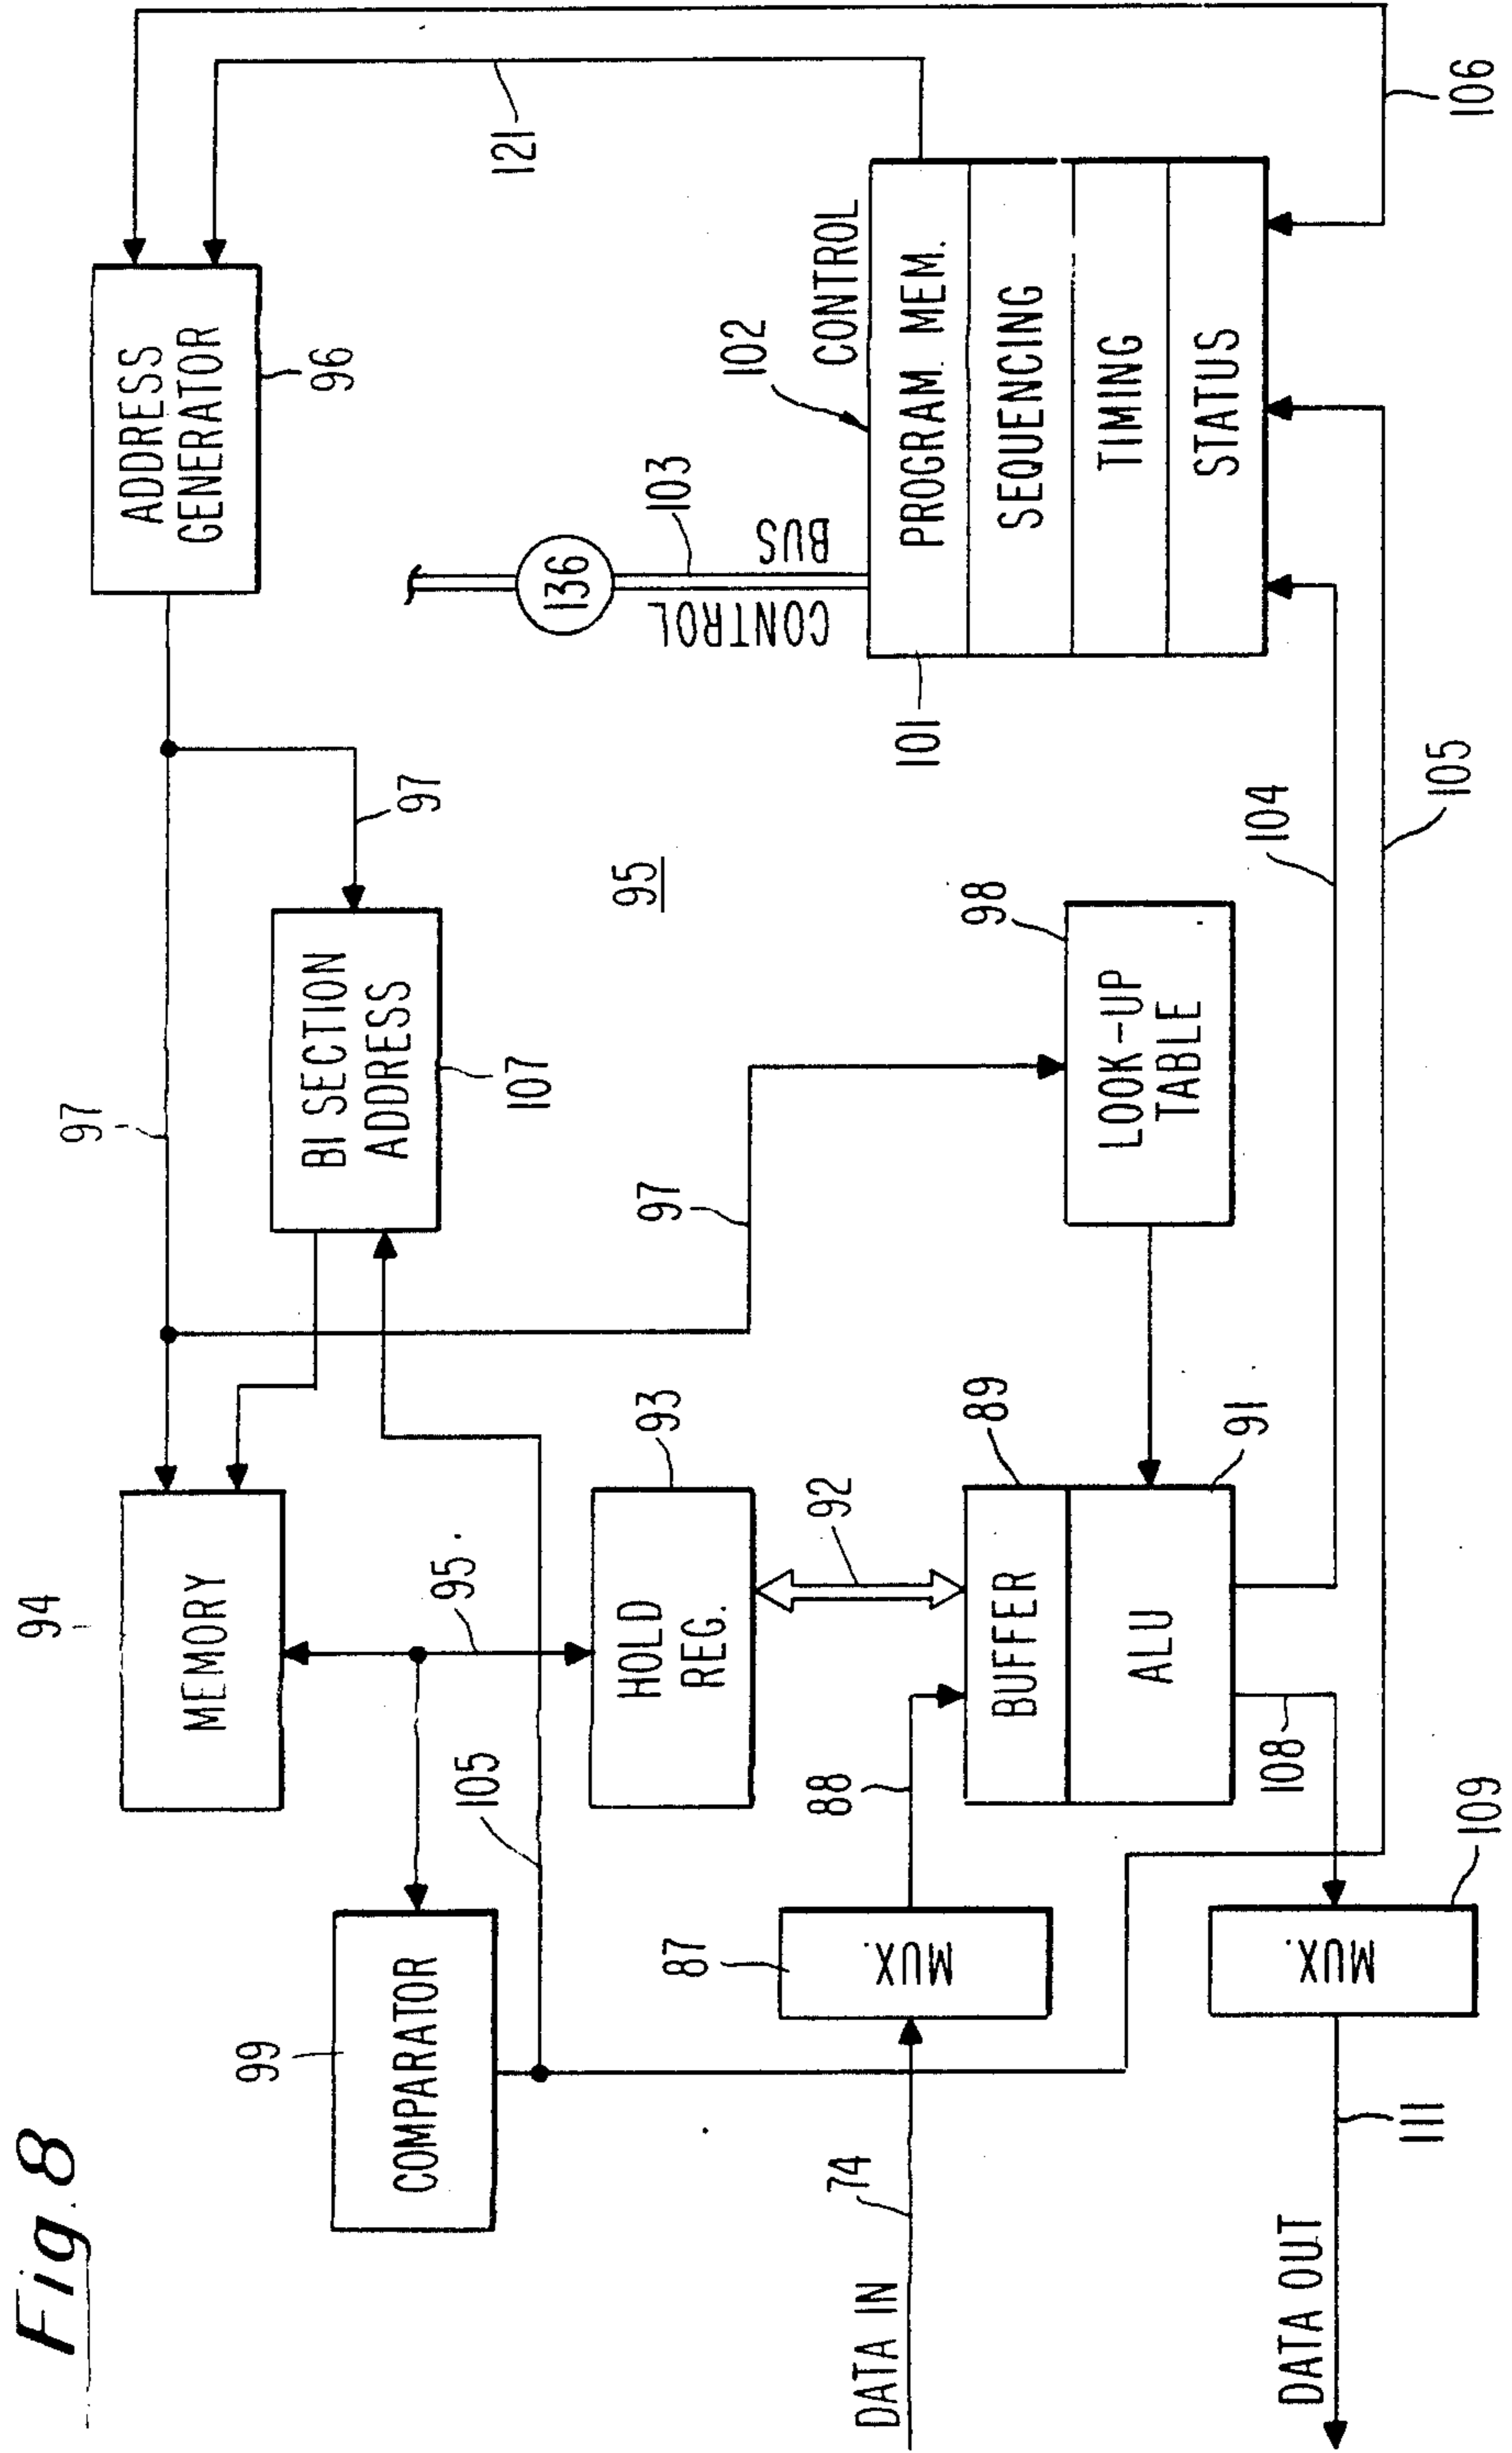 Fig. 8
94
MEMORY
97
ADDRESS
GENERATOR
96
121
106
99
COMPARATOR
105
95
BI SECTION
ADDRESS
107
97
95
HOLD
REG.
93
92
97
136
103
CONTROL
BUS
102
CONTROL
PROGRAM. MEM.
SEQUENCING
TIMING
STATUS
101
DATA IN
74
87
MUX.
88
BUFFER
89
ALU
91
LOOK-UP
TABLE
98
104
105
108
109
MUX.
DATA OUT
111